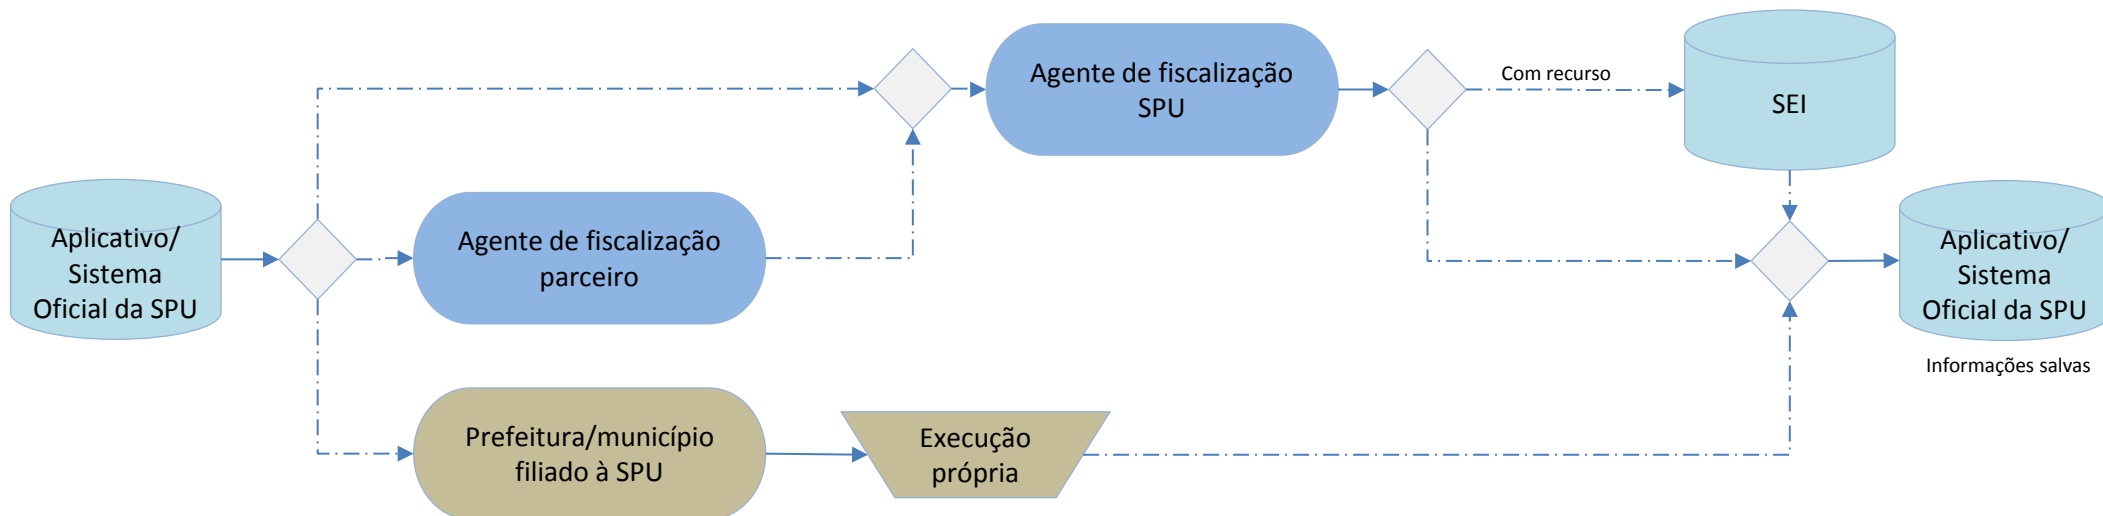 Agente de fiscalização
SPU
Com recurso
SEI
Aplicativo/
Sistema
Oficial da SPU
Agente de fiscalização
parceiro
Aplicativo/
Sistema
Oficial da SPU
Informações salvas
Prefeitura/município
filiado à SPU
Execução
própria